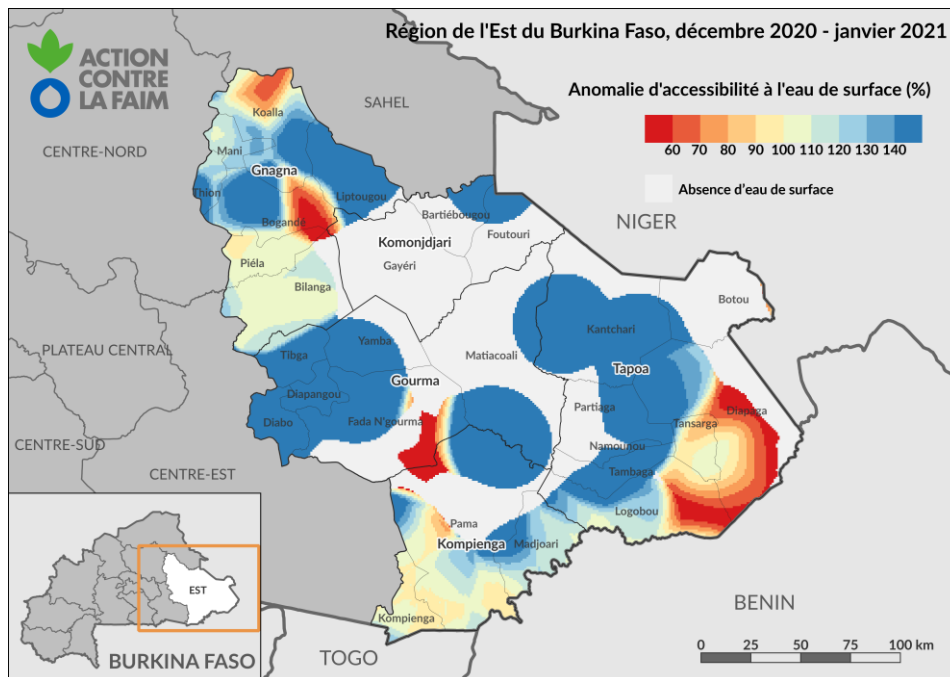 Région de l'Est du Burkina Faso, décembre 2020 - janvier 2021
ACTION
CONTRE
LA FAIM
Anomalie d'accessibilité à l'eau de surface (%)
60 70 80 90 100 110 120 130 140
Absence d'eau de surface
SAHEL
CENTRE-NORD
Koalla
Mani
Gnagna
Thion
Liptougou
Bogandé
Bartiébougou
NIGER
Foutouri
Komonjdjari
Gayéri
Piéla
Bilanga
Botou
Kantchari
PLATEAU CENTRAL
Yamba
Tibga
Matiacoali
Tapoa
Gourma
Diapangou
Partiaga
Diapaga
Diabo
Fada N'gourma
Tansarga
CENTRE-SUD
Namounou
CENTRE-EST
Tambaga
Logobou
Pama
Kompienga
Madjoari
EST
BENIN
Kompienga
BURKINA FASO
TOGO
0 25 50 75 100 km